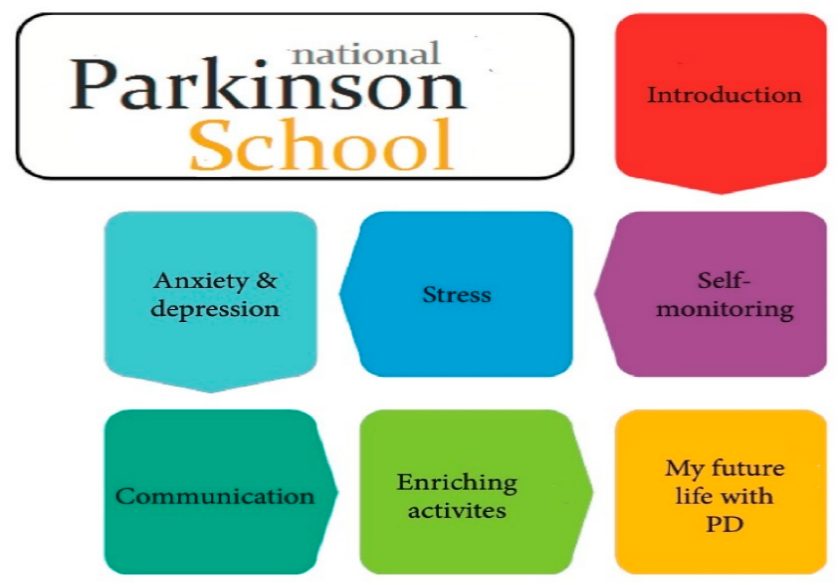 national
Parkinson
School
Introduction
Self-
monitoring
Stress
Anxiety &
depression
Communication
Enriching
activites
My future
life with
PD